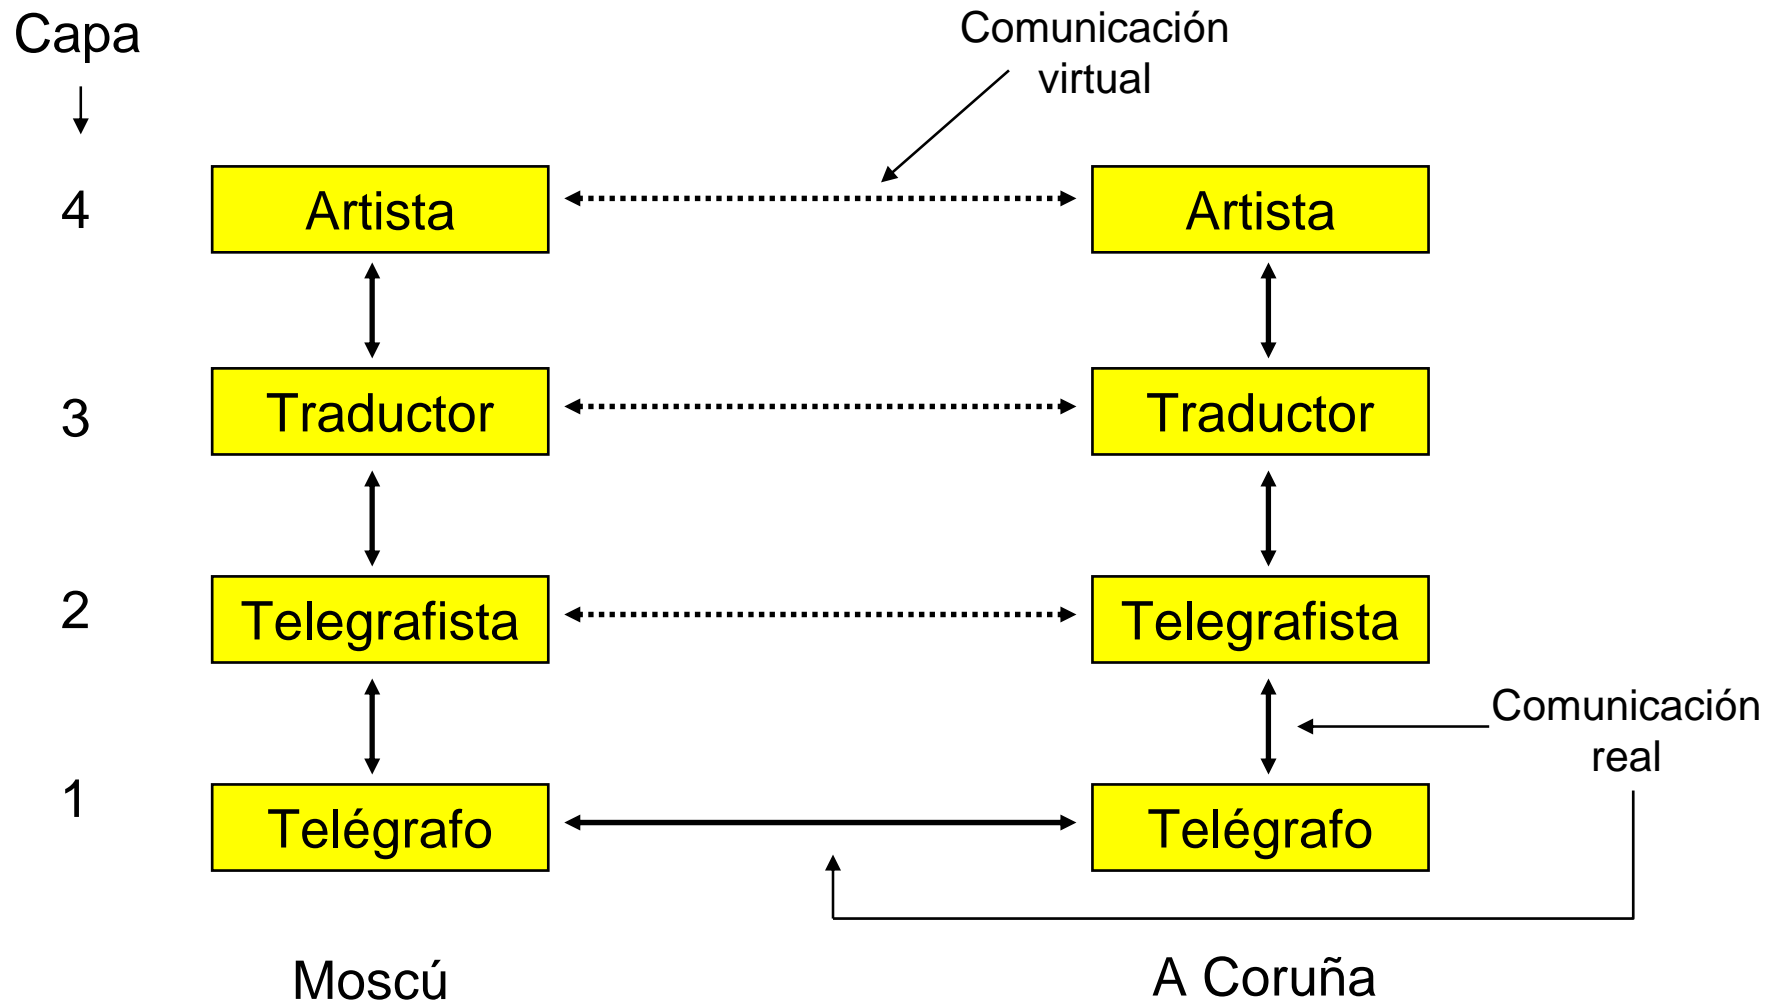 Capa
Comunicación
virtual
4
Artista
Artista
3
Traductor
Traductor
2
Telegrafista
Telegrafista
Comunicación
real
1
Telégrafo
Telégrafo
Moscú
A Coruña